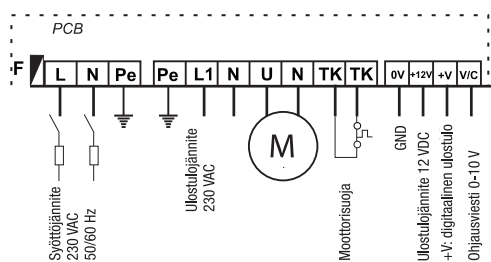 PCB
F L N Pe Pe L1 N U N TK TK 0V +12V +V V/C
M
Syöttöjännite
230 VAC
50/60 Hz
Ulostulojännite
230 VAC
Moottorisuoja
GND
Ulostulojännite 12 VDC
+V: digitaalinen ulostulo
Ohjausviesti 0-10 V